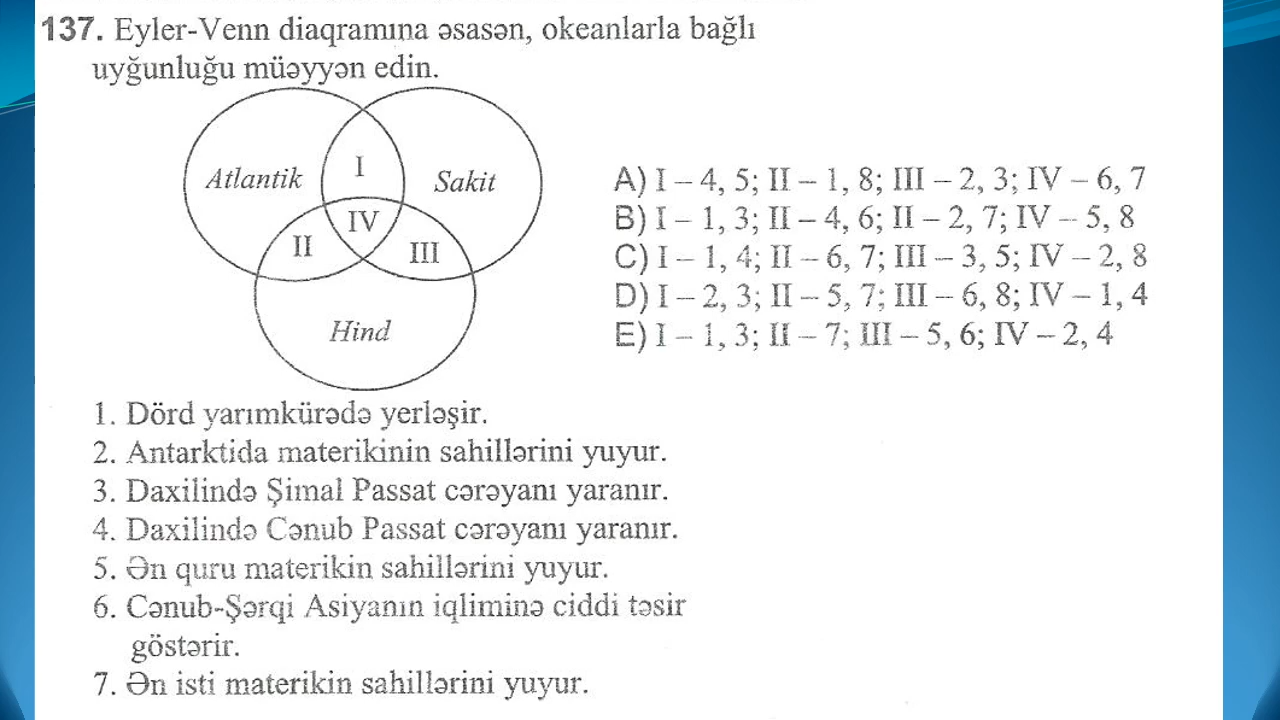 137. Eyler-Venn diaqramına əsasən, okeanlarla bağlı
uyğunluğu müəyyən edin.
Atlantik
I
Sakit
IV
II
III
Hind
A) I – 4, 5; II – 1, 8; III – 2, 3; IV – 6, 7
B) I – 1, 3; II – 4, 6; II – 2, 7; IV – 5, 8
C) I – 1, 4; II – 6, 7; III – 3, 5; IV – 2, 8
D) I – 2, 3; II – 5, 7; III – 6, 8; IV – 1, 4
E) I – 1, 3; II – 7; III – 5, 6; IV – 2, 4
1. Dörd yarımkürədə yerləşir.
2. Antarktida materikinin sahillərini yuyur.
3. Daxilində Şimal Passat cərəyanı yaranır.
4. Daxilində Cənub Passat cərəyanı yaranır.
5. Ən quru materikin sahillərini yuyur.
6. Cənub-Şərqi Asiyanın iqliminə ciddi təsir
göstərir.
7. Ən isti materikin sahillərini yuyur.